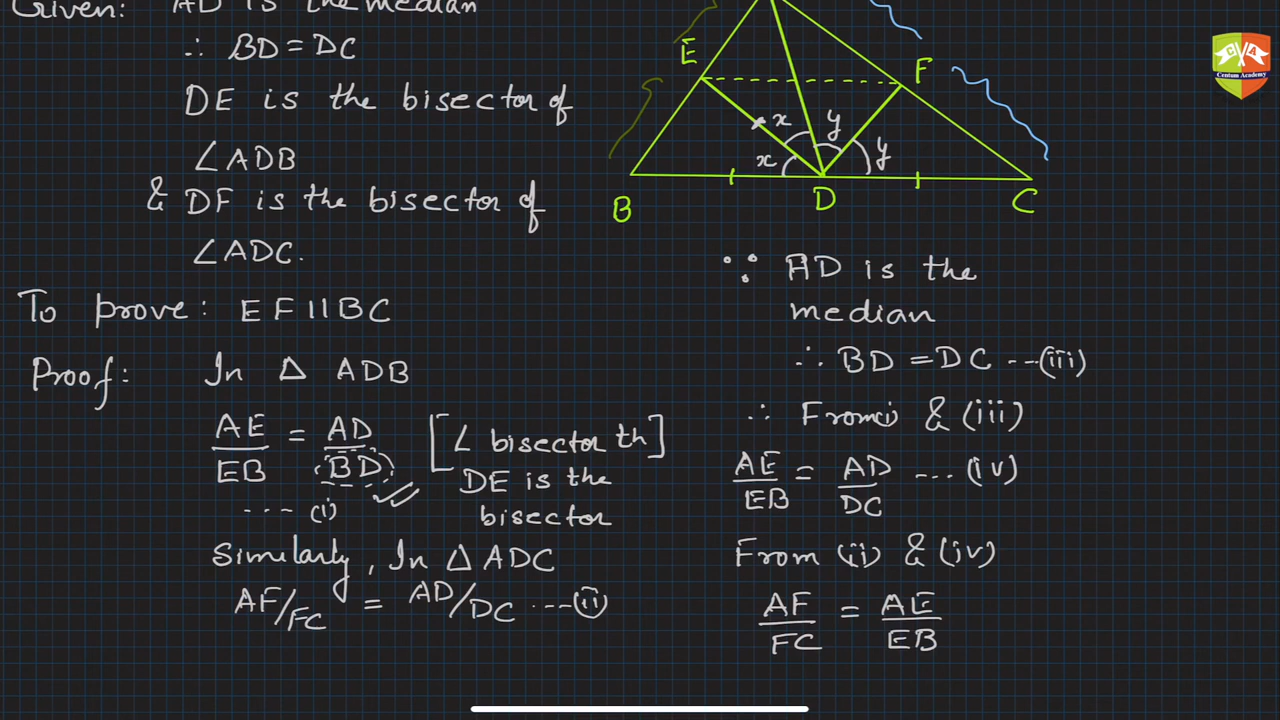 Given: AD is the median
∴ BD = DC
DE is the bisector of
∠ADB
& DF is the bisector of
∠ADC.
To prove: EF || BC
Proof: In Δ ADB
AE/EB = AD/BD [∠ bisector th]
DE is the
bisector
---- (i)
Similarly, In Δ ADC
AF/FC = AD/DC ----(ii)
E
F
x
y
x
y
B
D
C
∵ AD is the
median
∴ BD = DC ---(iii)
∴ From (i) & (iii)
AE/EB = AD/DC ---- (iv)
From (ii) & (iv)
AF/FC = AE/EB
C A
Centum Academy